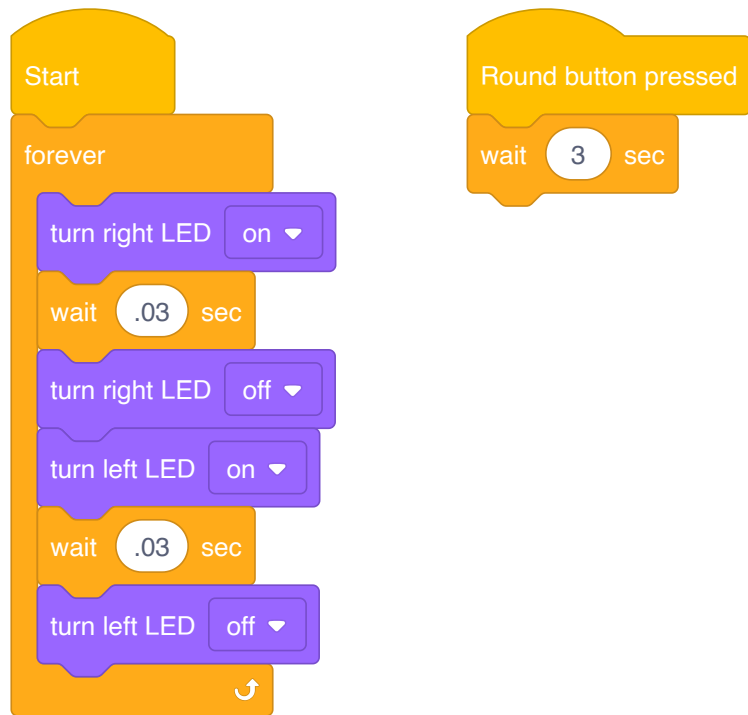 Start
forever
turn right LED on
wait .03 sec
turn right LED off
turn left LED on
wait .03 sec
turn left LED off
Round button pressed
wait 3 sec